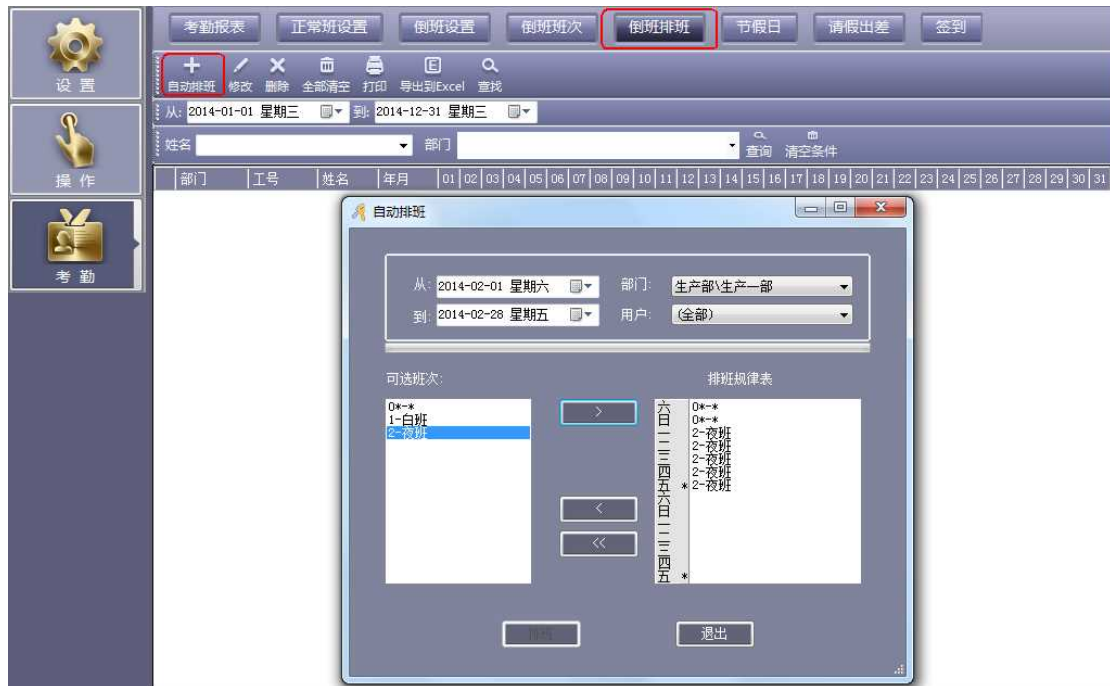 考勤报表 正常班设置 倒班设置 倒班班次 倒班排班 节假日 请假出差 签到
自动排班 修改 删除 全部清空 打印 导出到Excel 查找
从: 2014-01-01 星期三 到: 2014-12-31 星期三
姓名 部门 查询 清空条件
部门 工号 姓名 年月 01 02 03 04 05 06 07 08 09 10 11 12 13 14 15 16 17 18 19 20 21 22 23 24 25 26 27 28 29 30 31
设置
操作
考勤
自动排班
从: 2014-02-01 星期六 部门: 生产部\生产一部
到: 2014-02-28 星期五 用户: (全部)
可选班次:
0*-*
1-白班
2-夜班
>
<
<<
排班规律表
六 0*-*
日 0*-*
一 2-夜班
二 2-夜班
三 2-夜班
四 2-夜班
五 * 2-夜班
六
日
一
二
三
四
五 *
退出